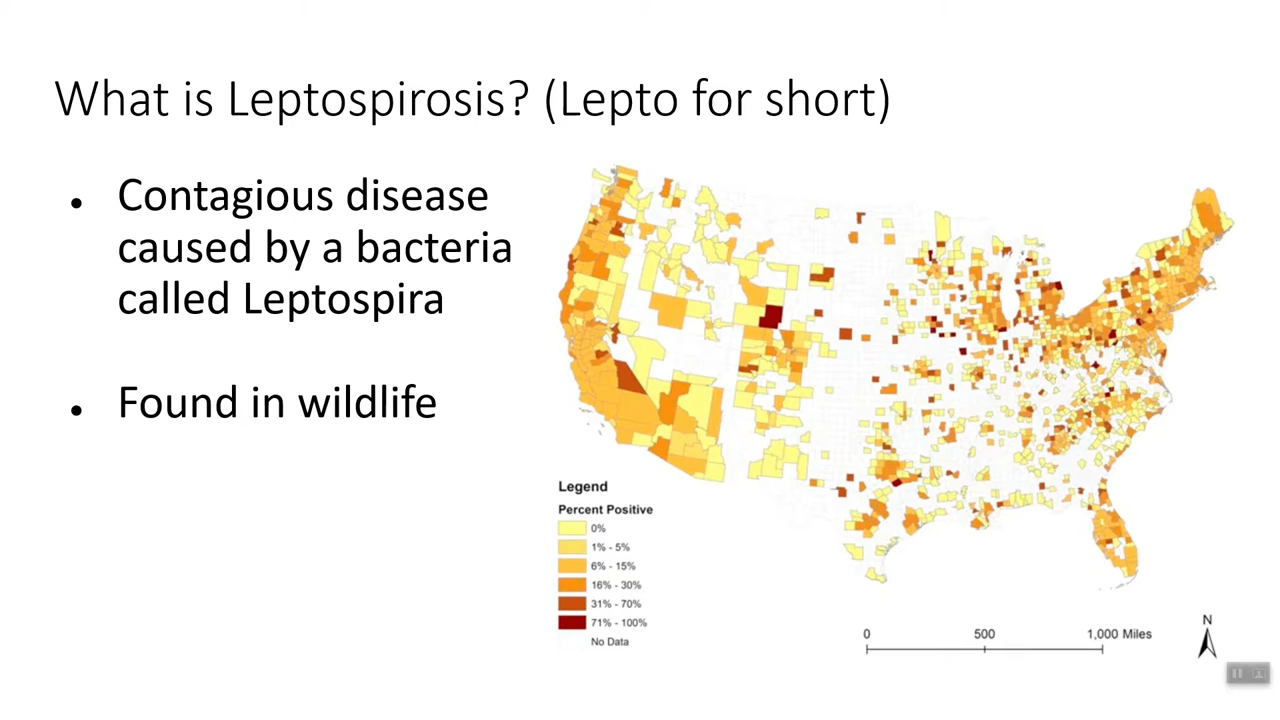 What is Leptospirosis? (Lepto for short)
● Contagious disease
caused by a bacteria
called Leptospira
● Found in wildlife
Legend
Percent Positive
0%
1% - 5%
6% - 15%
16% - 30%
31% - 70%
71% - 100%
No Data
0 500 1,000 Miles
N